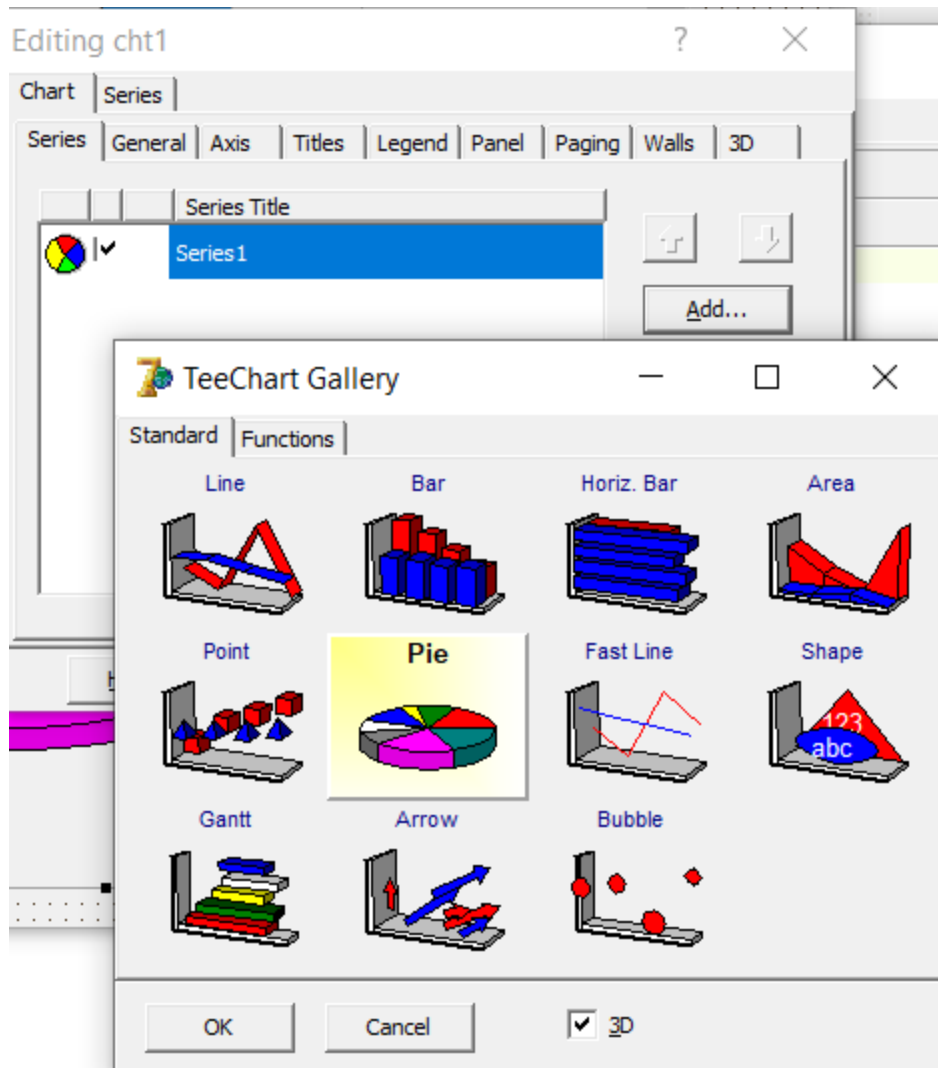 Editing cht1
Chart Series
Series General Axis Titles Legend Panel Paging Walls 3D
Series Title
Series1
Add...
TeeChart Gallery
Standard Functions
Line Bar Horiz. Bar Area
Point Pie Fast Line Shape
123
abc
Gantt Arrow Bubble
OK Cancel 3D